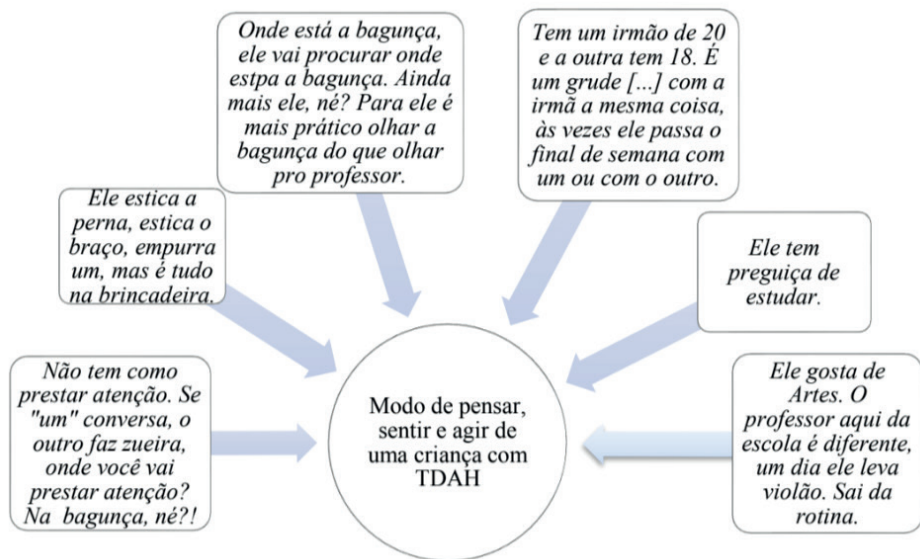 Onde está a bagunça,
ele vai procurar onde
estpa a bagunça. Ainda
mais ele, né? Para ele é
mais prático olhar a
bagunça do que olhar
pro professor.
Tem um irmão de 20
e a outra tem 18. É
um grude [...] com a
irmã a mesma coisa,
às vezes ele passa o
final de semana com
um ou com o outro.
Ele estica a
perna, estica o
braço, empurra
um, mas é tudo
na brincadeira.
Ele tem
preguiça de
estudar.
Não tem como
prestar atenção. Se
"um" conversa, o
outro faz zueira,
onde você vai
prestar atenção?
Na bagunça, né?!
Modo de pensar,
sentir e agir de
uma criança com
TDAH
Ele gosta de
Artes. O
professor aqui da
escola é diferente,
um dia ele leva
violão. Sai da
rotina.